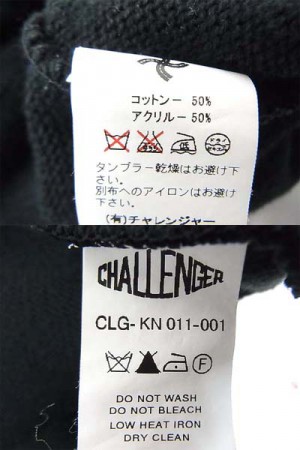 コットン― 50%
アクリル― 50%
タンブラー乾燥はお避け下
さい。
別布へのアイロンはお避け
下さい。
(有)チャレンジャー
CHALLENGER
CLG- KN 011-001
F
DO NOT WASH
DO NOT BLEACH
LOW HEAT IRON
DRY CLEAN